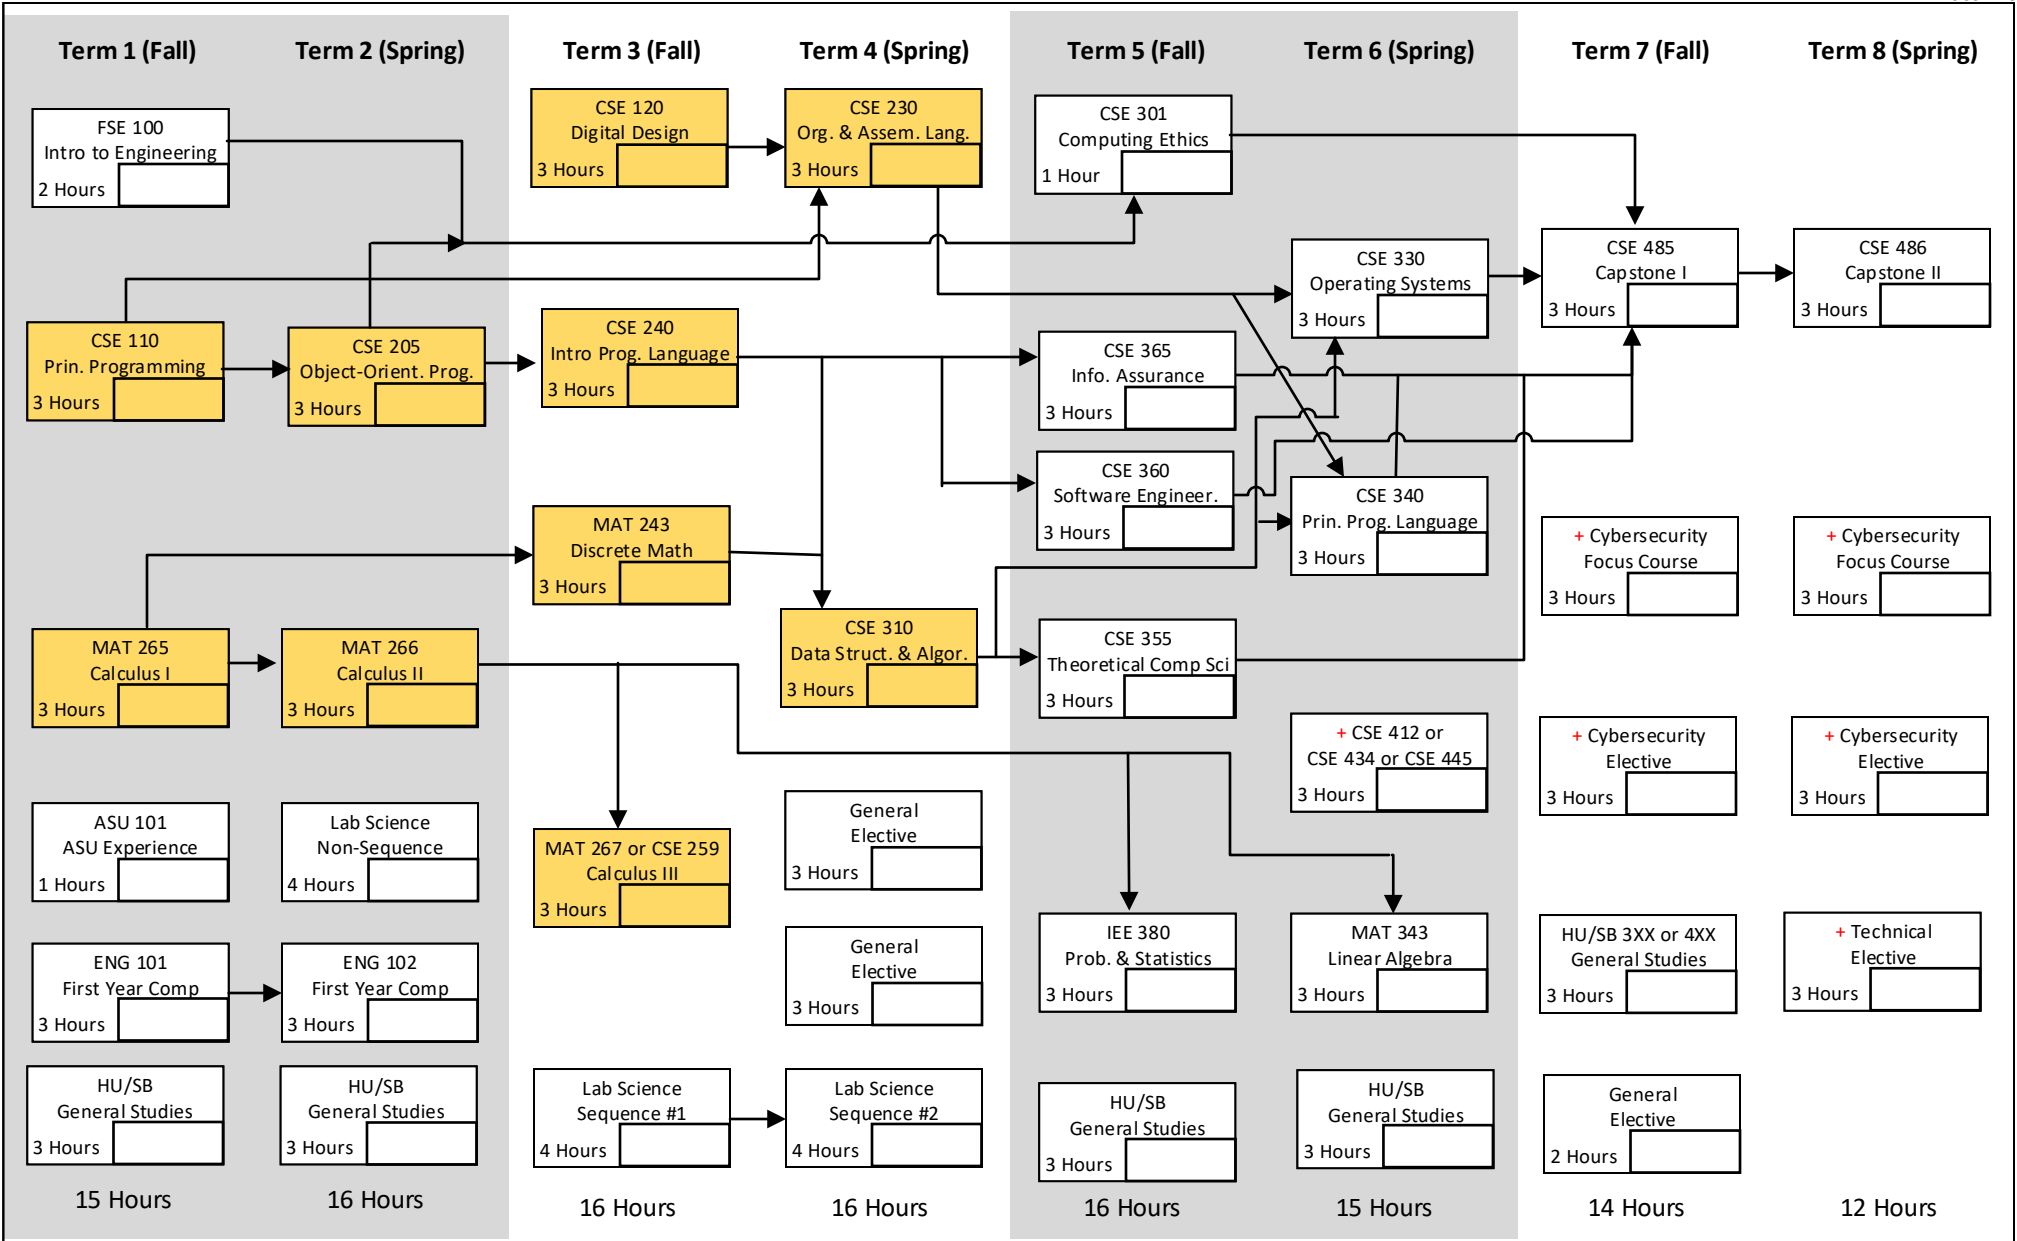 Term 1 (Fall)
Term 2 (Spring)
Term 3 (Fall)
Term 4 (Spring)
Term 5 (Fall)
Term 6 (Spring)
Term 7 (Fall)
Term 8 (Spring)
FSE 100
Intro to Engineering
2 Hours
CSE 110
Prin. Programming
3 Hours
MAT 265
Calculus I
3 Hours
ASU 101
ASU Experience
1 Hours
ENG 101
First Year Comp
3 Hours
HU/SB
General Studies
3 Hours
15 Hours
CSE 205
Object-Orient. Prog.
3 Hours
MAT 266
Calculus II
3 Hours
Lab Science
Non-Sequence
4 Hours
ENG 102
First Year Comp
3 Hours
HU/SB
General Studies
3 Hours
16 Hours
CSE 120
Digital Design
3 Hours
CSE 240
Intro Prog. Language
3 Hours
MAT 243
Discrete Math
3 Hours
MAT 267 or CSE 259
Calculus III
3 Hours
Lab Science
Sequence #1
4 Hours
16 Hours
CSE 230
Org. & Assem. Lang.
3 Hours
CSE 310
Data Struct. & Algor.
3 Hours
General
Elective
3 Hours
General
Elective
3 Hours
Lab Science
Sequence #2
4 Hours
16 Hours
CSE 301
Computing Ethics
1 Hour
CSE 365
Info. Assurance
3 Hours
CSE 360
Software Engineer.
3 Hours
CSE 355
Theoretical Comp Sci
3 Hours
IEE 380
Prob. & Statistics
3 Hours
HU/SB
General Studies
3 Hours
16 Hours
CSE 330
Operating Systems
3 Hours
CSE 340
Prin. Prog. Language
3 Hours
+ CSE 412 or
CSE 434 or CSE 445
3 Hours
MAT 343
Linear Algebra
3 Hours
HU/SB
General Studies
3 Hours
15 Hours
CSE 485
Capstone I
3 Hours
+ Cybersecurity
Focus Course
3 Hours
+ Cybersecurity
Elective
3 Hours
HU/SB 3XX or 4XX
General Studies
3 Hours
General
Elective
2 Hours
14 Hours
CSE 486
Capstone II
3 Hours
+ Cybersecurity
Focus Course
3 Hours
+ Cybersecurity
Elective
3 Hours
+ Technical
Elective
3 Hours
12 Hours